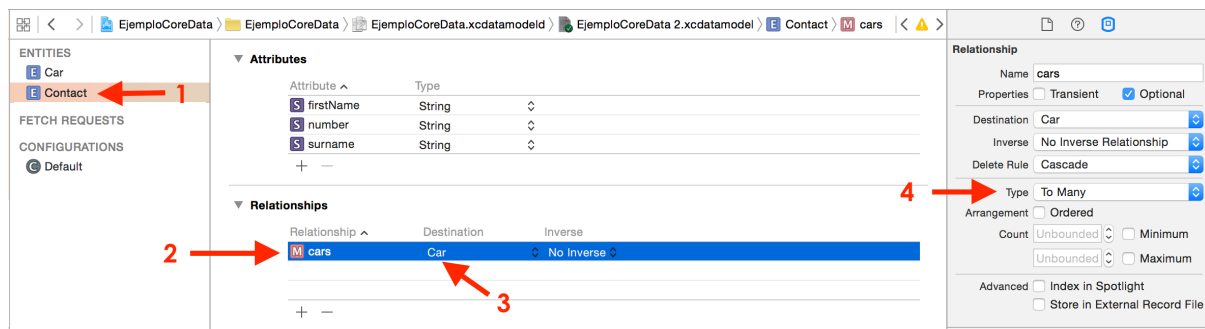 EjemploCoreData EjemploCoreData EjemploCoreData.xcdatamodeld EjemploCoreData 2.xcdatamodel E Contact M cars
ENTITIES
E Car
E Contact
1
FETCH REQUESTS
CONFIGURATIONS
C Default
Attributes
Attribute Type
S firstName String
S number String
S surname String
+ −
Relationships
Relationship Destination Inverse
2
M cars Car No Inverse
3
+ −
Relationship
Name cars
Properties Transient Optional
Destination Car
Inverse No Inverse Relationship
Delete Rule Cascade
4
Type To Many
Arrangement Ordered
Count Unbounded Minimum
Unbounded Maximum
Advanced Index in Spotlight
Store in External Record File